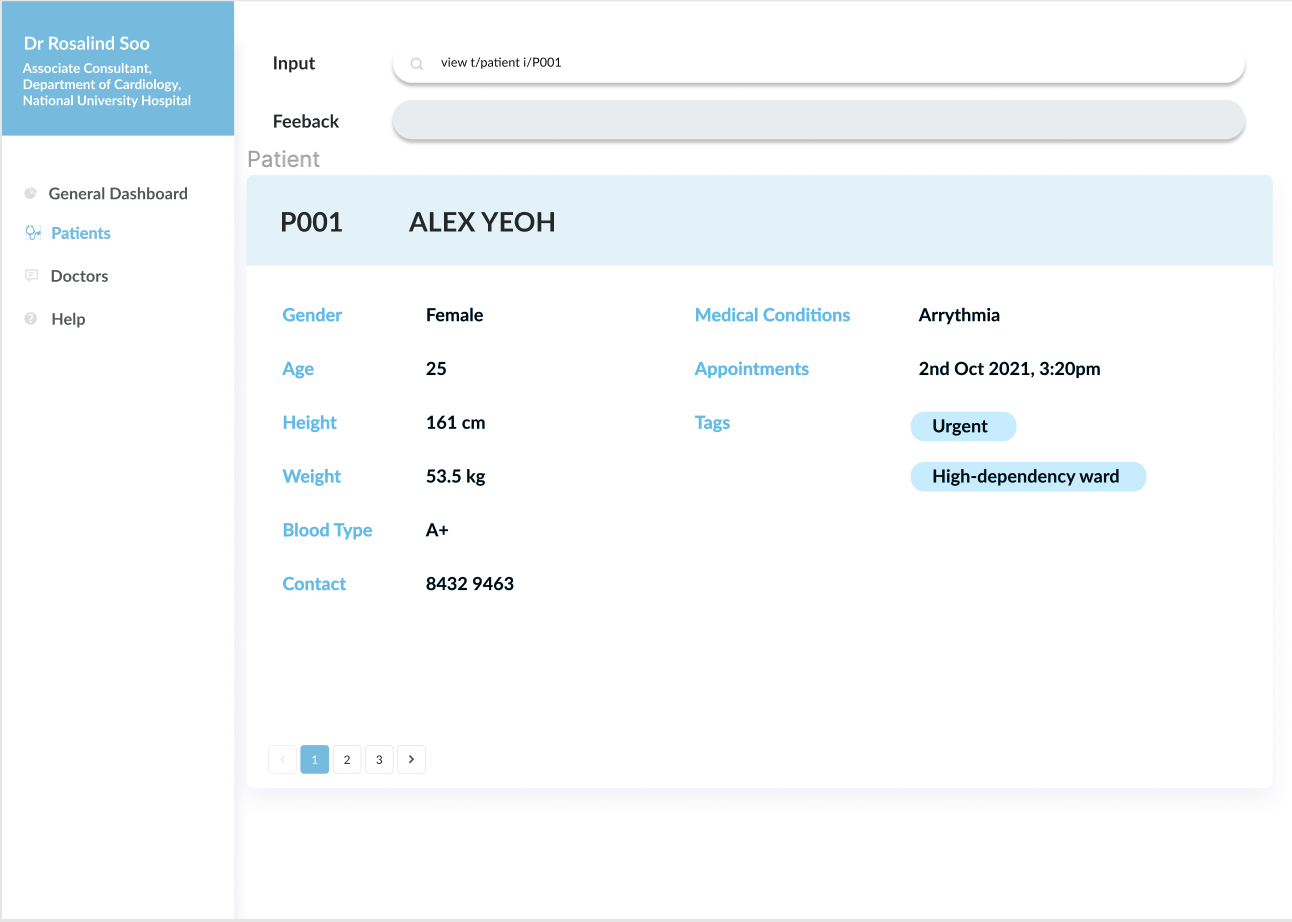 Dr Rosalind Soo
Associate Consultant,
Department of Cardiology,
National University Hospital
General Dashboard
Patients
Doctors
Help
Input
view t/patient i/P001
Feeback
Patient
P001 ALEX YEOH
Gender Female
Age 25
Height 161 cm
Weight 53.5 kg
Blood Type A+
Contact 8432 9463
Medical Conditions Arrythmia
Appointments 2nd Oct 2021, 3:20pm
Tags Urgent
High-dependency ward
1 2 3